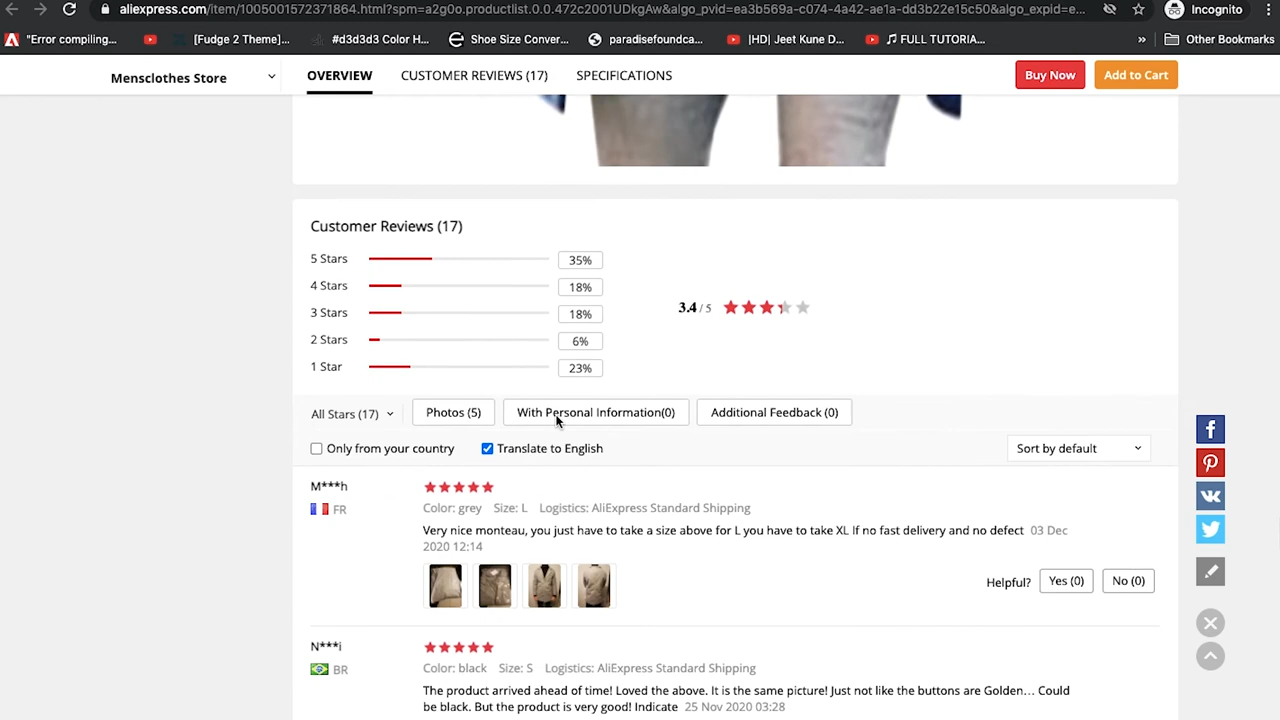 aliexpress.com/item/1005001572371864.html?spm=a2g0o.productlist.0.0.472c2001UDkgAw&algo_pvid=ea3b569a-c074-4a42-ae1a-dd3b22e15c50&algo_expid=e...
Incognito
"Error compiling...
[Fudge 2 Theme]...
#d3d3d3 Color H...
Shoe Size Conver...
paradisefoundca...
|HD| Jeet Kune D...
♫ FULL TUTORIA...
»
Other Bookmarks
Mensclothes Store
OVERVIEW
CUSTOMER REVIEWS (17)
SPECIFICATIONS
Buy Now
Add to Cart
Customer Reviews (17)
5 Stars 35%
4 Stars 18%
3 Stars 18%
2 Stars 6%
1 Star 23%
3.4 / 5
All Stars (17)
Photos (5)
With Personal Information(0)
Additional Feedback (0)
Only from your country
Translate to English
Sort by default
M***h
FR
Color: grey Size: L Logistics: AliExpress Standard Shipping
Very nice monteau, you just have to take a size above for L you have to take XL If no fast delivery and no defect 03 Dec
2020 12:14
Helpful? Yes (0) No (0)
N***i
BR
Color: black Size: S Logistics: AliExpress Standard Shipping
The product arrived ahead of time! Loved the above. It is the same picture! Just not like the buttons are Golden... Could
be black. But the product is very good! Indicate 25 Nov 2020 03:28